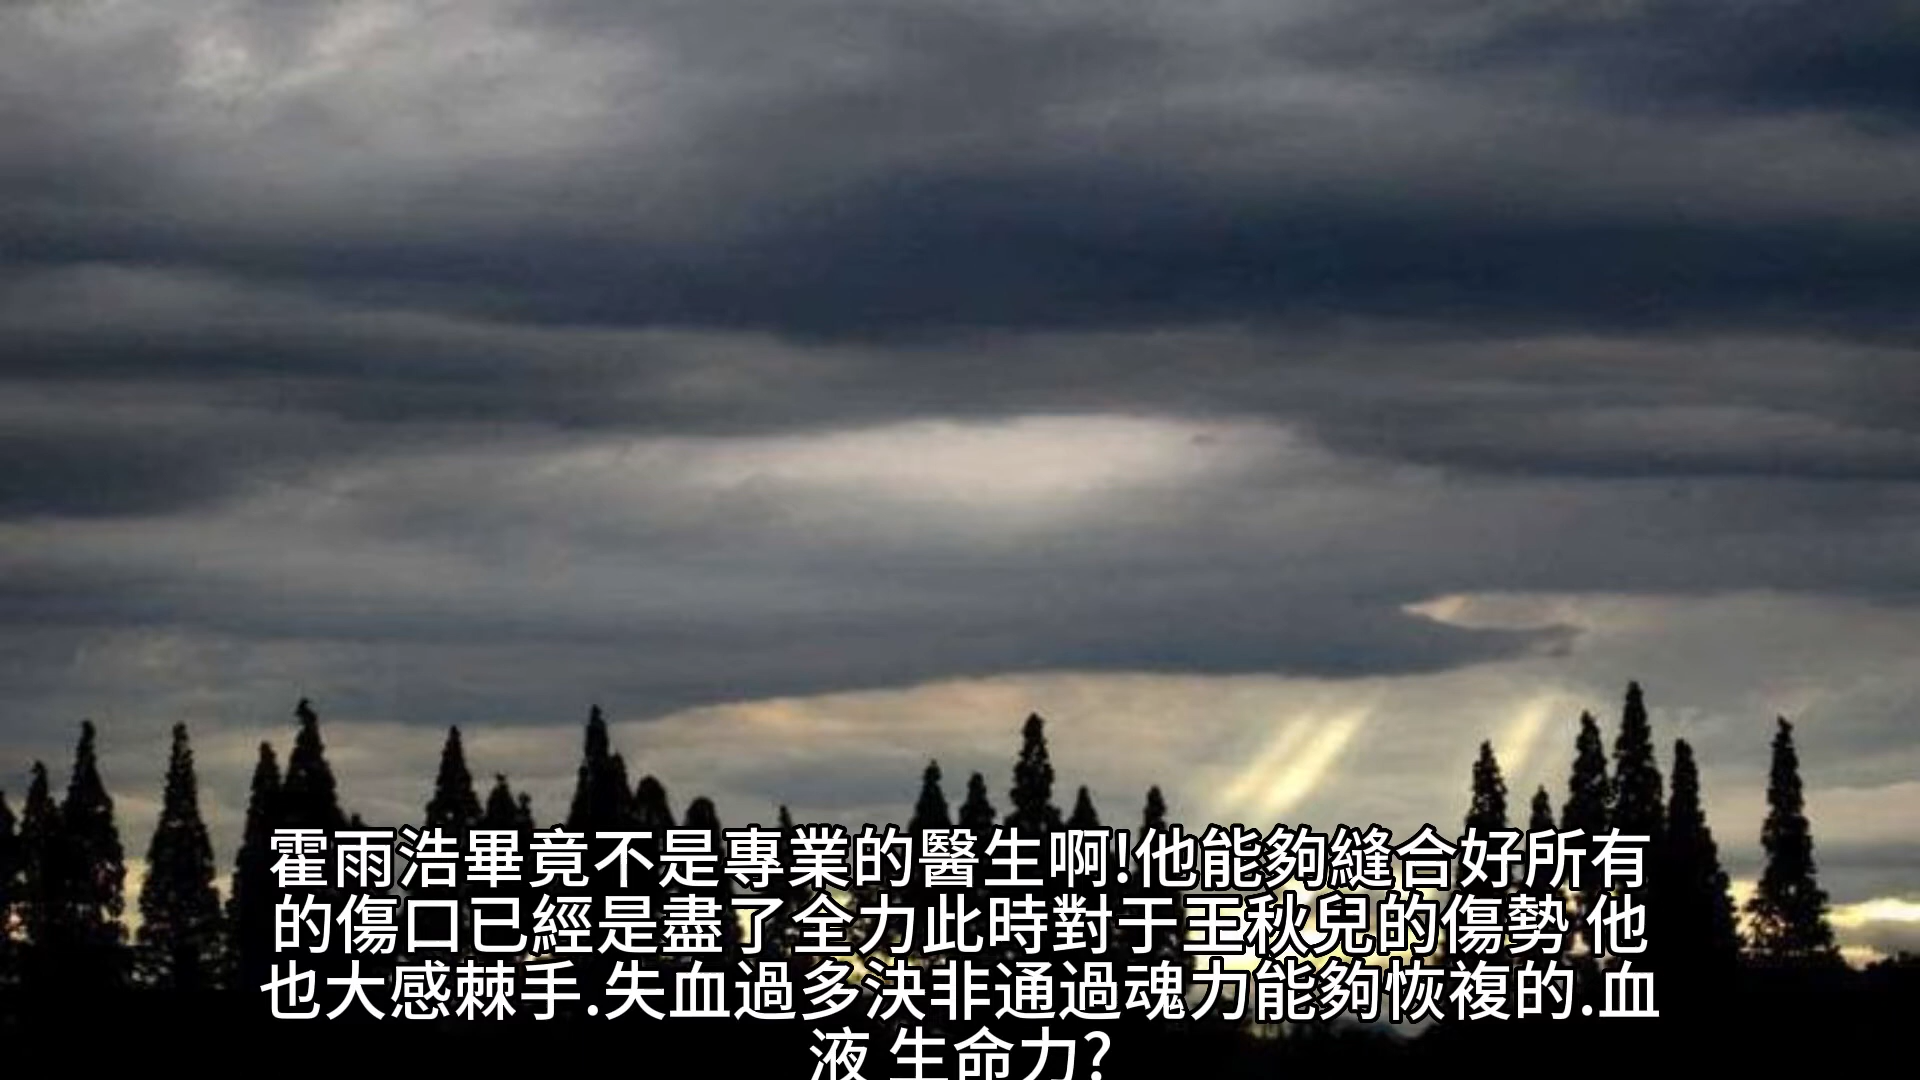 霍雨浩畢竟不是專業的醫生啊!他能夠縫合好所有
的傷口已經是盡了全力此時對于王秋兒的傷勢 他
也大感棘手.失血過多決非通過魂力能夠恢複的.血
液 生命力?